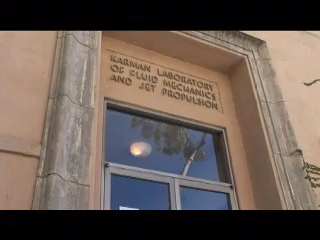 KARMAN LABORATORY
OF FLUID MECHANICS
AND JET PROPULSION